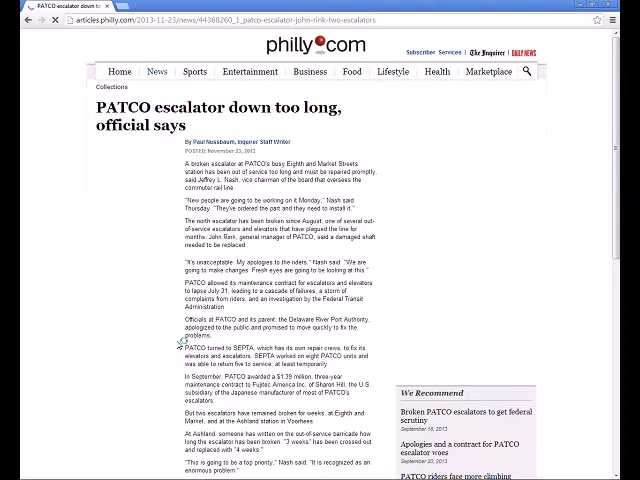 PATCO escalator down to
articles.philly.com/2013-11-23/news/44368260_1_patco-escalator-john-rink-two-escalators
philly.com
Subscriber Services | The Inquirer | DAILY NEWS
Home News Sports Entertainment Business Food Lifestyle Health Marketplace
Collections
PATCO escalator down too long,
official says
By Paul Nussbaum, Inquirer Staff Writer
POSTED: November 23, 2013
A broken escalator at PATCO's busy Eighth and Market Streets
station has been out of service too long and must be repaired promptly,
said Jeffrey L. Nash, vice chairman of the board that oversees the
commuter rail line.
"New people are going to be working on it Monday," Nash said
Thursday. "They've ordered the part and they need to install it."
The north escalator has been broken since August, one of several out-
of-service escalators and elevators that have plagued the line for
months. John Rink, general manager of PATCO, said a damaged shaft
needed to be replaced.
"It's unacceptable. My apologies to the riders," Nash said. "We are
going to make changes. Fresh eyes are going to be looking at this."
PATCO allowed its maintenance contract for escalators and elevators
to lapse July 31, leading to a cascade of failures, a storm of
complaints from riders, and an investigation by the Federal Transit
Administration.
Officials at PATCO and its parent, the Delaware River Port Authority,
apologized to the public and promised to move quickly to fix the
problems.
PATCO turned to SEPTA, which has its own repair crews, to fix its
elevators and escalators. SEPTA worked on eight PATCO units and
was able to return five to service, at least temporarily.
In September, PATCO awarded a $1.39 million, three-year
maintenance contract to Fujitec America Inc. of Sharon Hill, the U.S.
subsidiary of the Japanese manufacturer of most of PATCO's
escalators.
But two escalators have remained broken for weeks, at Eighth and
Market, and at the Ashland station in Voorhees.
At Ashland, someone has written on the out-of-service barricade how
long the escalator has been broken. "3 weeks" has been crossed out
and replaced with "4 weeks."
"This is going to be a top priority," Nash said. "It is recognized as an
enormous problem."
We Recommend
Broken PATCO escalators to get federal
scrutiny
September 16, 2013
Apologies and a contract for PATCO
escalator woes
September 20, 2013
PATCO riders face more climbing